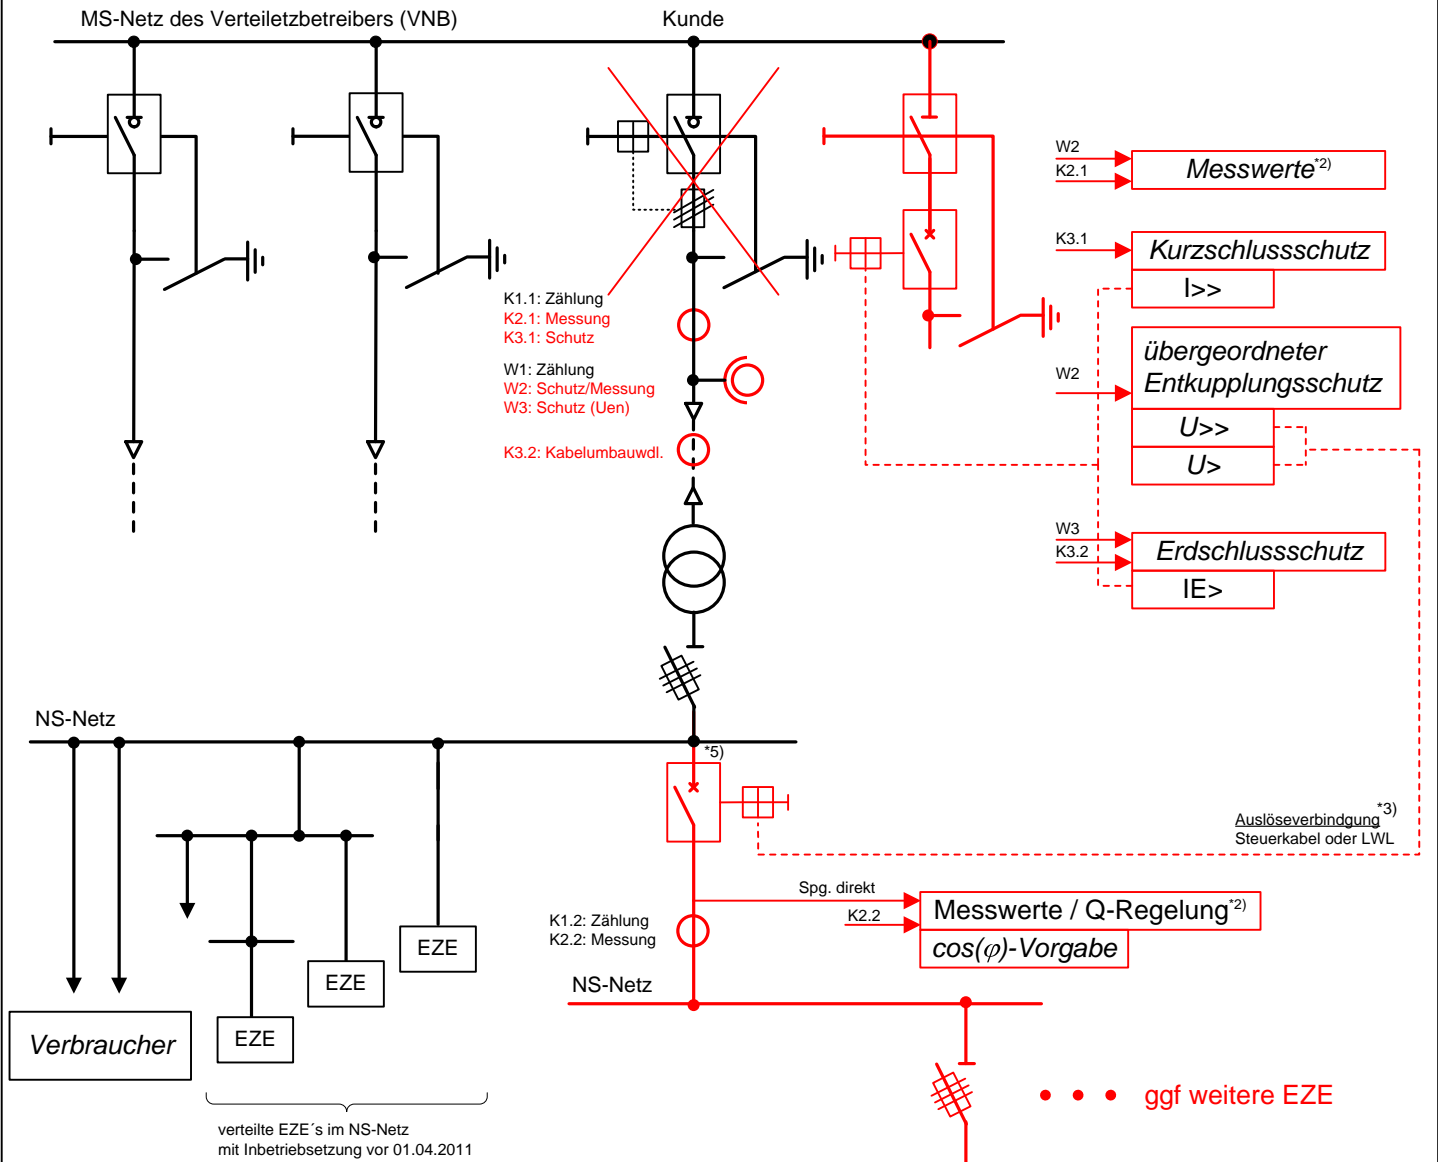 MS-Netz des Verteiletzbetreibers (VNB)
Kunde
W2
K2.1
Messwerte*2)
K3.1
Kurzschlussschutz
I>>
K1.1: Zählung
K2.1: Messung
K3.1: Schutz
W1: Zählung
W2: Schutz/Messung
W3: Schutz (Uen)
K3.2: Kabelumbauwdl.
W2
übergeordneter
Entkupplungsschutz
U>>
U>
W3
K3.2
Erdschlussschutz
IE>
NS-Netz
*5)
Auslöseverbindgung*3)
Steuerkabel oder LWL
Spg. direkt
K2.2
Messwerte / Q-Regelung*2)
cos(φ)-Vorgabe
K1.2: Zählung
K2.2: Messung
NS-Netz
EZE
EZE
EZE
Verbraucher
verteilte EZE´s im NS-Netz
mit Inbetriebsetzung vor 01.04.2011
• • • ggf weitere EZE